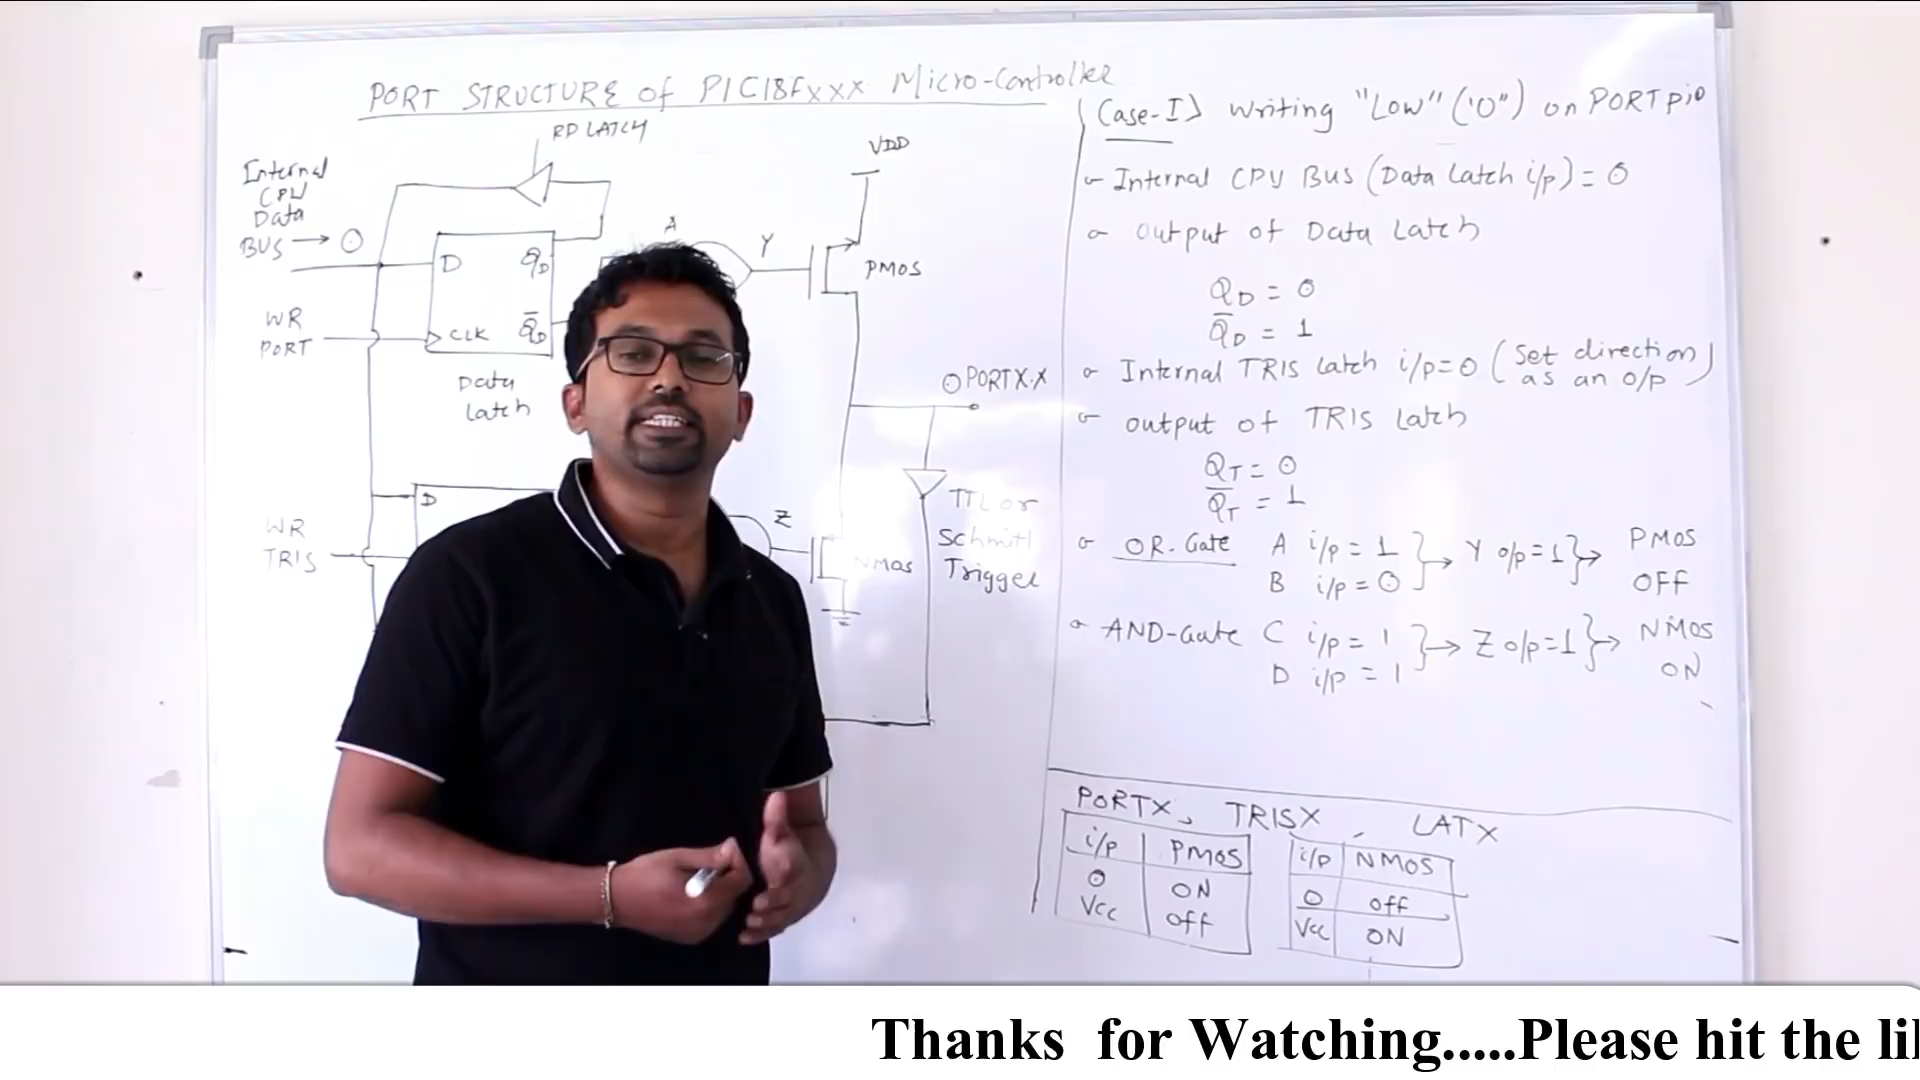 PORT STRUCTURE of PIC18FXXX Micro-Controller
RD LATCH
Internal
CPU
Data
BUS → 0
D
QD
WR
PORT
CLK
Q̅D
Data
Latch
A
Y
VDD
PMOS
PORTX.X
D
WR
TRIS
Z
NMOS
TTL or
Schmitt
Trigger
Case-I) Writing "Low" ("0") on PORT pin
Internal CPU BUS (Data Latch i/p) = 0
Output of Data Latch
QD = 0
Q̅D = 1
Internal TRIS Latch i/p=0 (Set direction
as an o/p)
output of TRIS Latch
QT = 0
Q̅T = 1
OR-Gate A i/p = 1 } → Y o/p=1 } → PMOS
B i/p = 0 OFF
AND-Gate C i/p = 1 } → Z o/p=1 } → NMOS
D i/p = 1 ON
PORTX, TRISX, LATX
i/p PMOS
0 ON
Vcc off
i/p NMOS
0 off
Vcc ON
Thanks for Watching.....Please hit the li